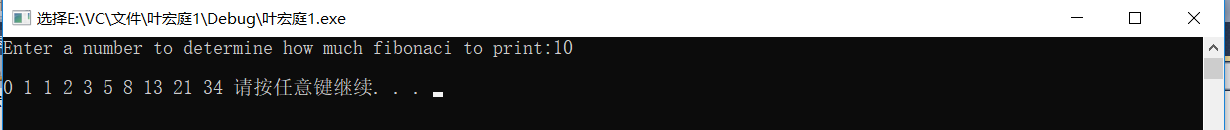 选择E:\VC\文件\叶宏庭1\Debug\叶宏庭1.exe
Enter a number to determine how much fibonaci to print:10
0 1 1 2 3 5 8 13 21 34 请按任意键继续. . .